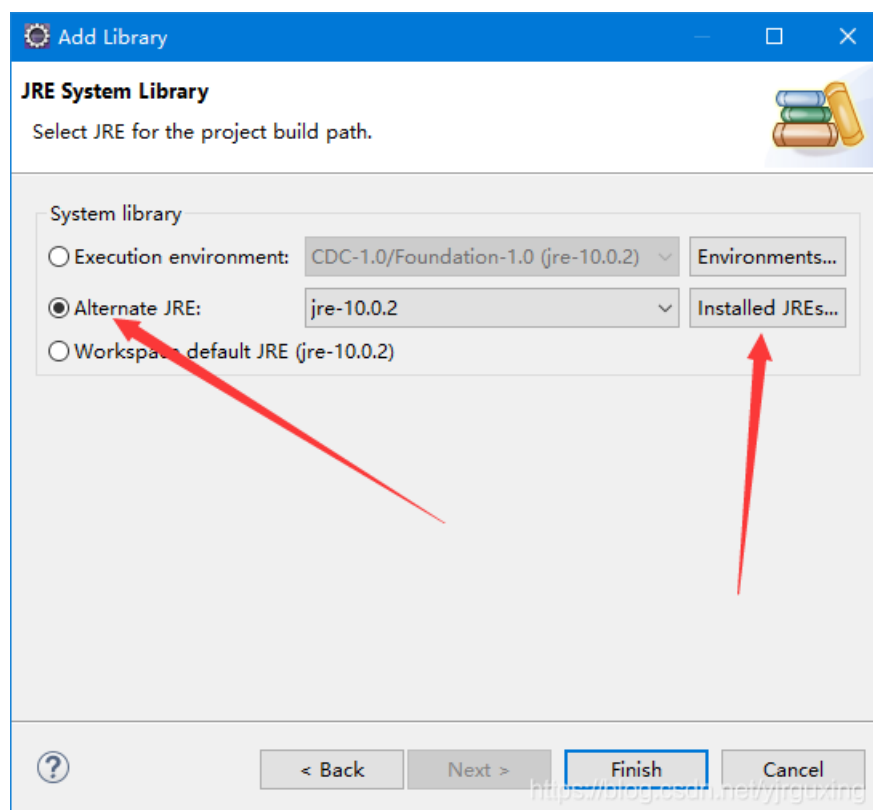 Add Library
JRE System Library
Select JRE for the project build path.
System library
Execution environment: CDC-1.0/Foundation-1.0 (jre-10.0.2) Environments...
Alternate JRE: jre-10.0.2 Installed JREs...
Workspace default JRE (jre-10.0.2)
? < Back Next > Finish Cancel
https://blog.csdn.net/yjrguxing